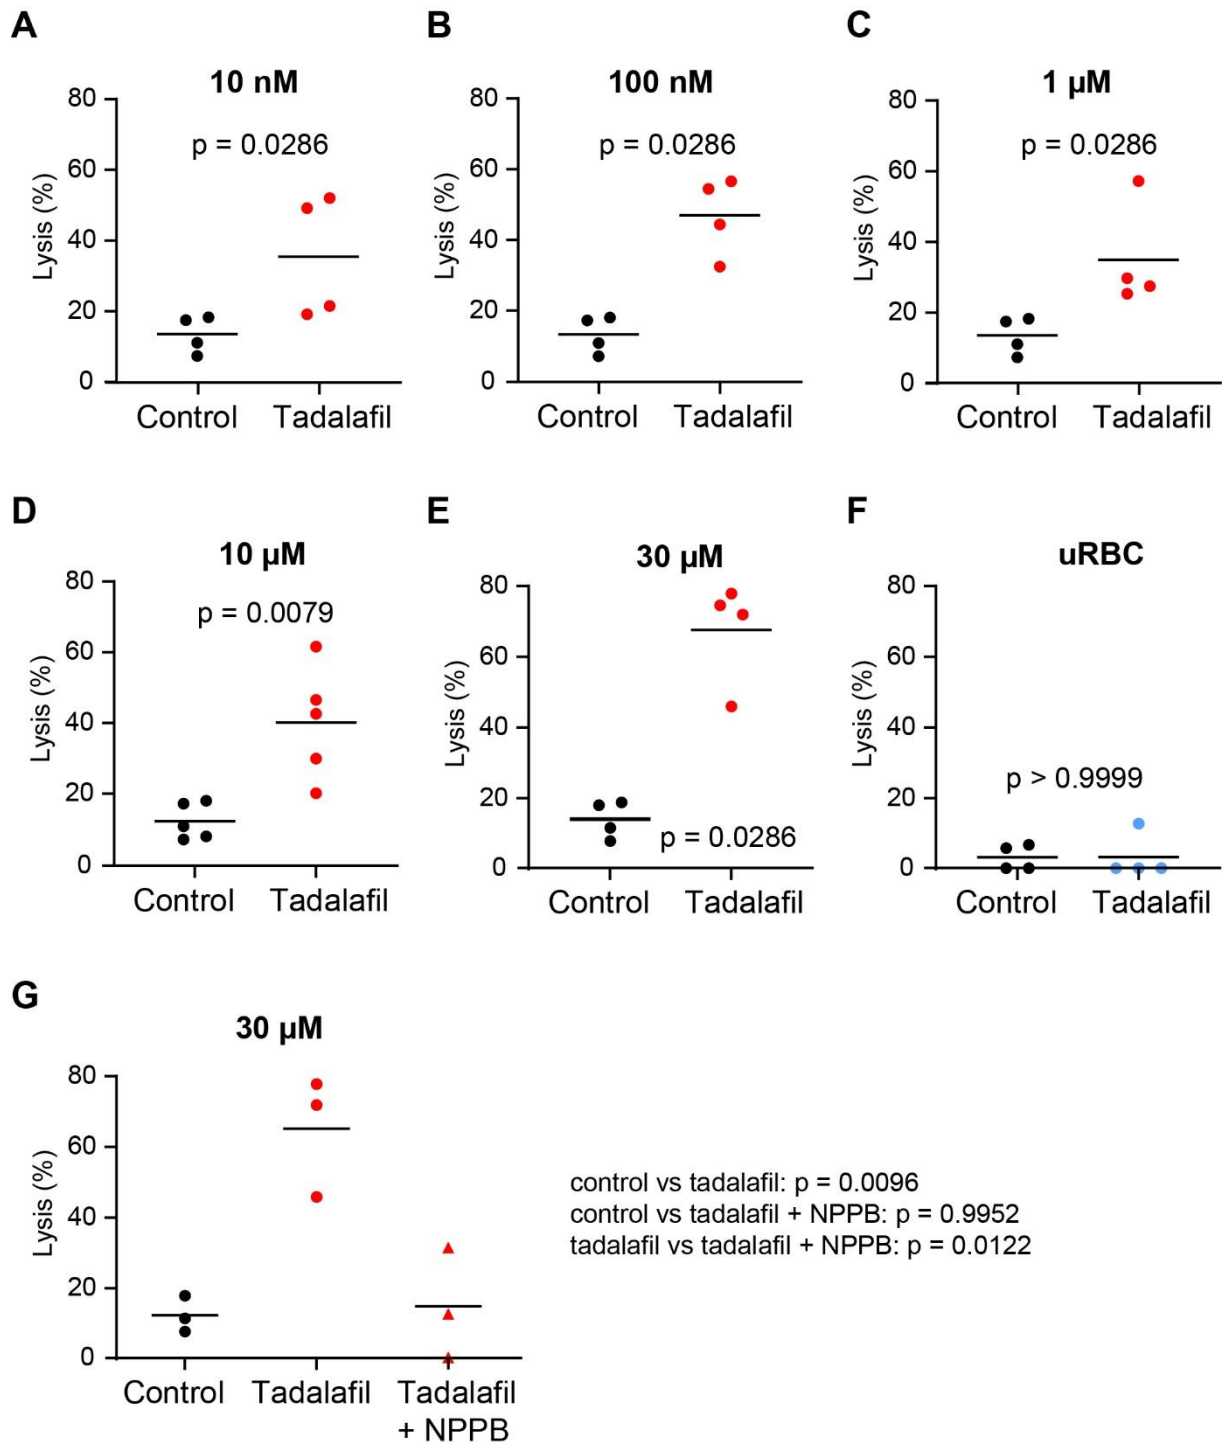 A
10 nM
p = 0.0286
Lysis (%)
80
60
40
20
0
Control Tadalafil
B
100 nM
p = 0.0286
Lysis (%)
80
60
40
20
0
Control Tadalafil
C
1 µM
p = 0.0286
Lysis (%)
80
60
40
20
0
Control Tadalafil
D
10 µM
p = 0.0079
Lysis (%)
80
60
40
20
0
Control Tadalafil
E
30 µM
Lysis (%)
80
60
40
20
0
p = 0.0286
Control Tadalafil
F
uRBC
Lysis (%)
80
60
40
20
0
p > 0.9999
Control Tadalafil
G
30 µM
Lysis (%)
80
60
40
20
0
Control Tadalafil Tadalafil
+ NPPB
control vs tadalafil: p = 0.0096
control vs tadalafil + NPPB: p = 0.9952
tadalafil vs tadalafil + NPPB: p = 0.0122